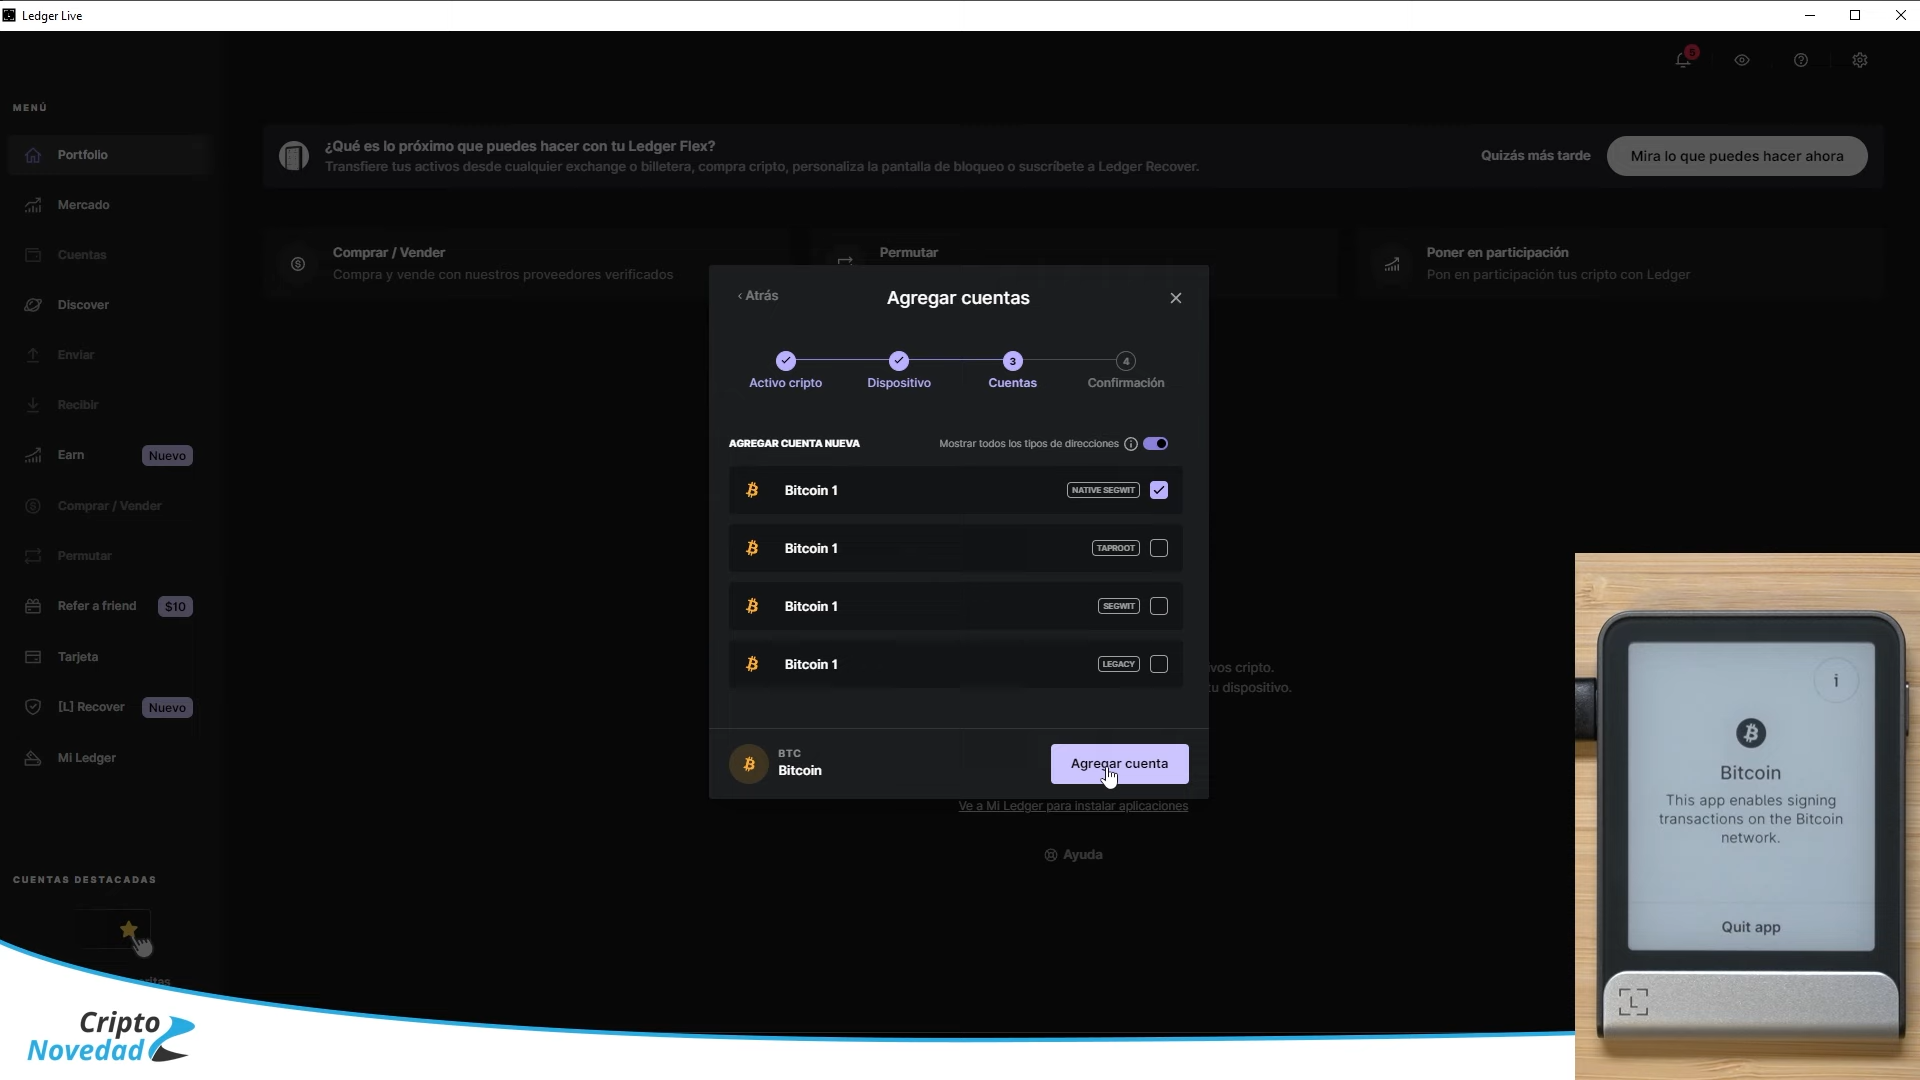 Ledger Live
5
MENÚ
Portfolio
Mercado
Cuentas
Discover
Enviar
Recibir
Earn Nuevo
Comprar / Vender
Permutar
Refer a friend $10
Tarjeta
[L] Recover Nuevo
Mi Ledger
CUENTAS DESTACADAS
¿Qué es lo próximo que puedes hacer con tu Ledger Flex?
Transfiere tus activos desde cualquier exchange o billetera, compra cripto, personaliza la pantalla de bloqueo o suscríbete a Ledger Recover.
Quizás más tarde
Mira lo que puedes hacer ahora
Comprar / Vender
Compra y vende con nuestros proveedores verificados
Permutar
Poner en participación
Pon en participación tus cripto con Ledger
‹ Atrás
Agregar cuentas
3
4
Activo cripto
Dispositivo
Cuentas
Confirmación
AGREGAR CUENTA NUEVA
Mostrar todos los tipos de direcciones
Bitcoin 1 NATIVE SEGWIT
Bitcoin 1 TAPROOT
Bitcoin 1 SEGWIT
Bitcoin 1 LEGACY
cripto.
tu dispositivo.
BTC
Bitcoin
Agregar cuenta
Ve a Mi Ledger para instalar aplicaciones
Ayuda
Cripto
Novedad
i
Bitcoin
This app enables signing
transactions on the Bitcoin
network.
Quit app
L